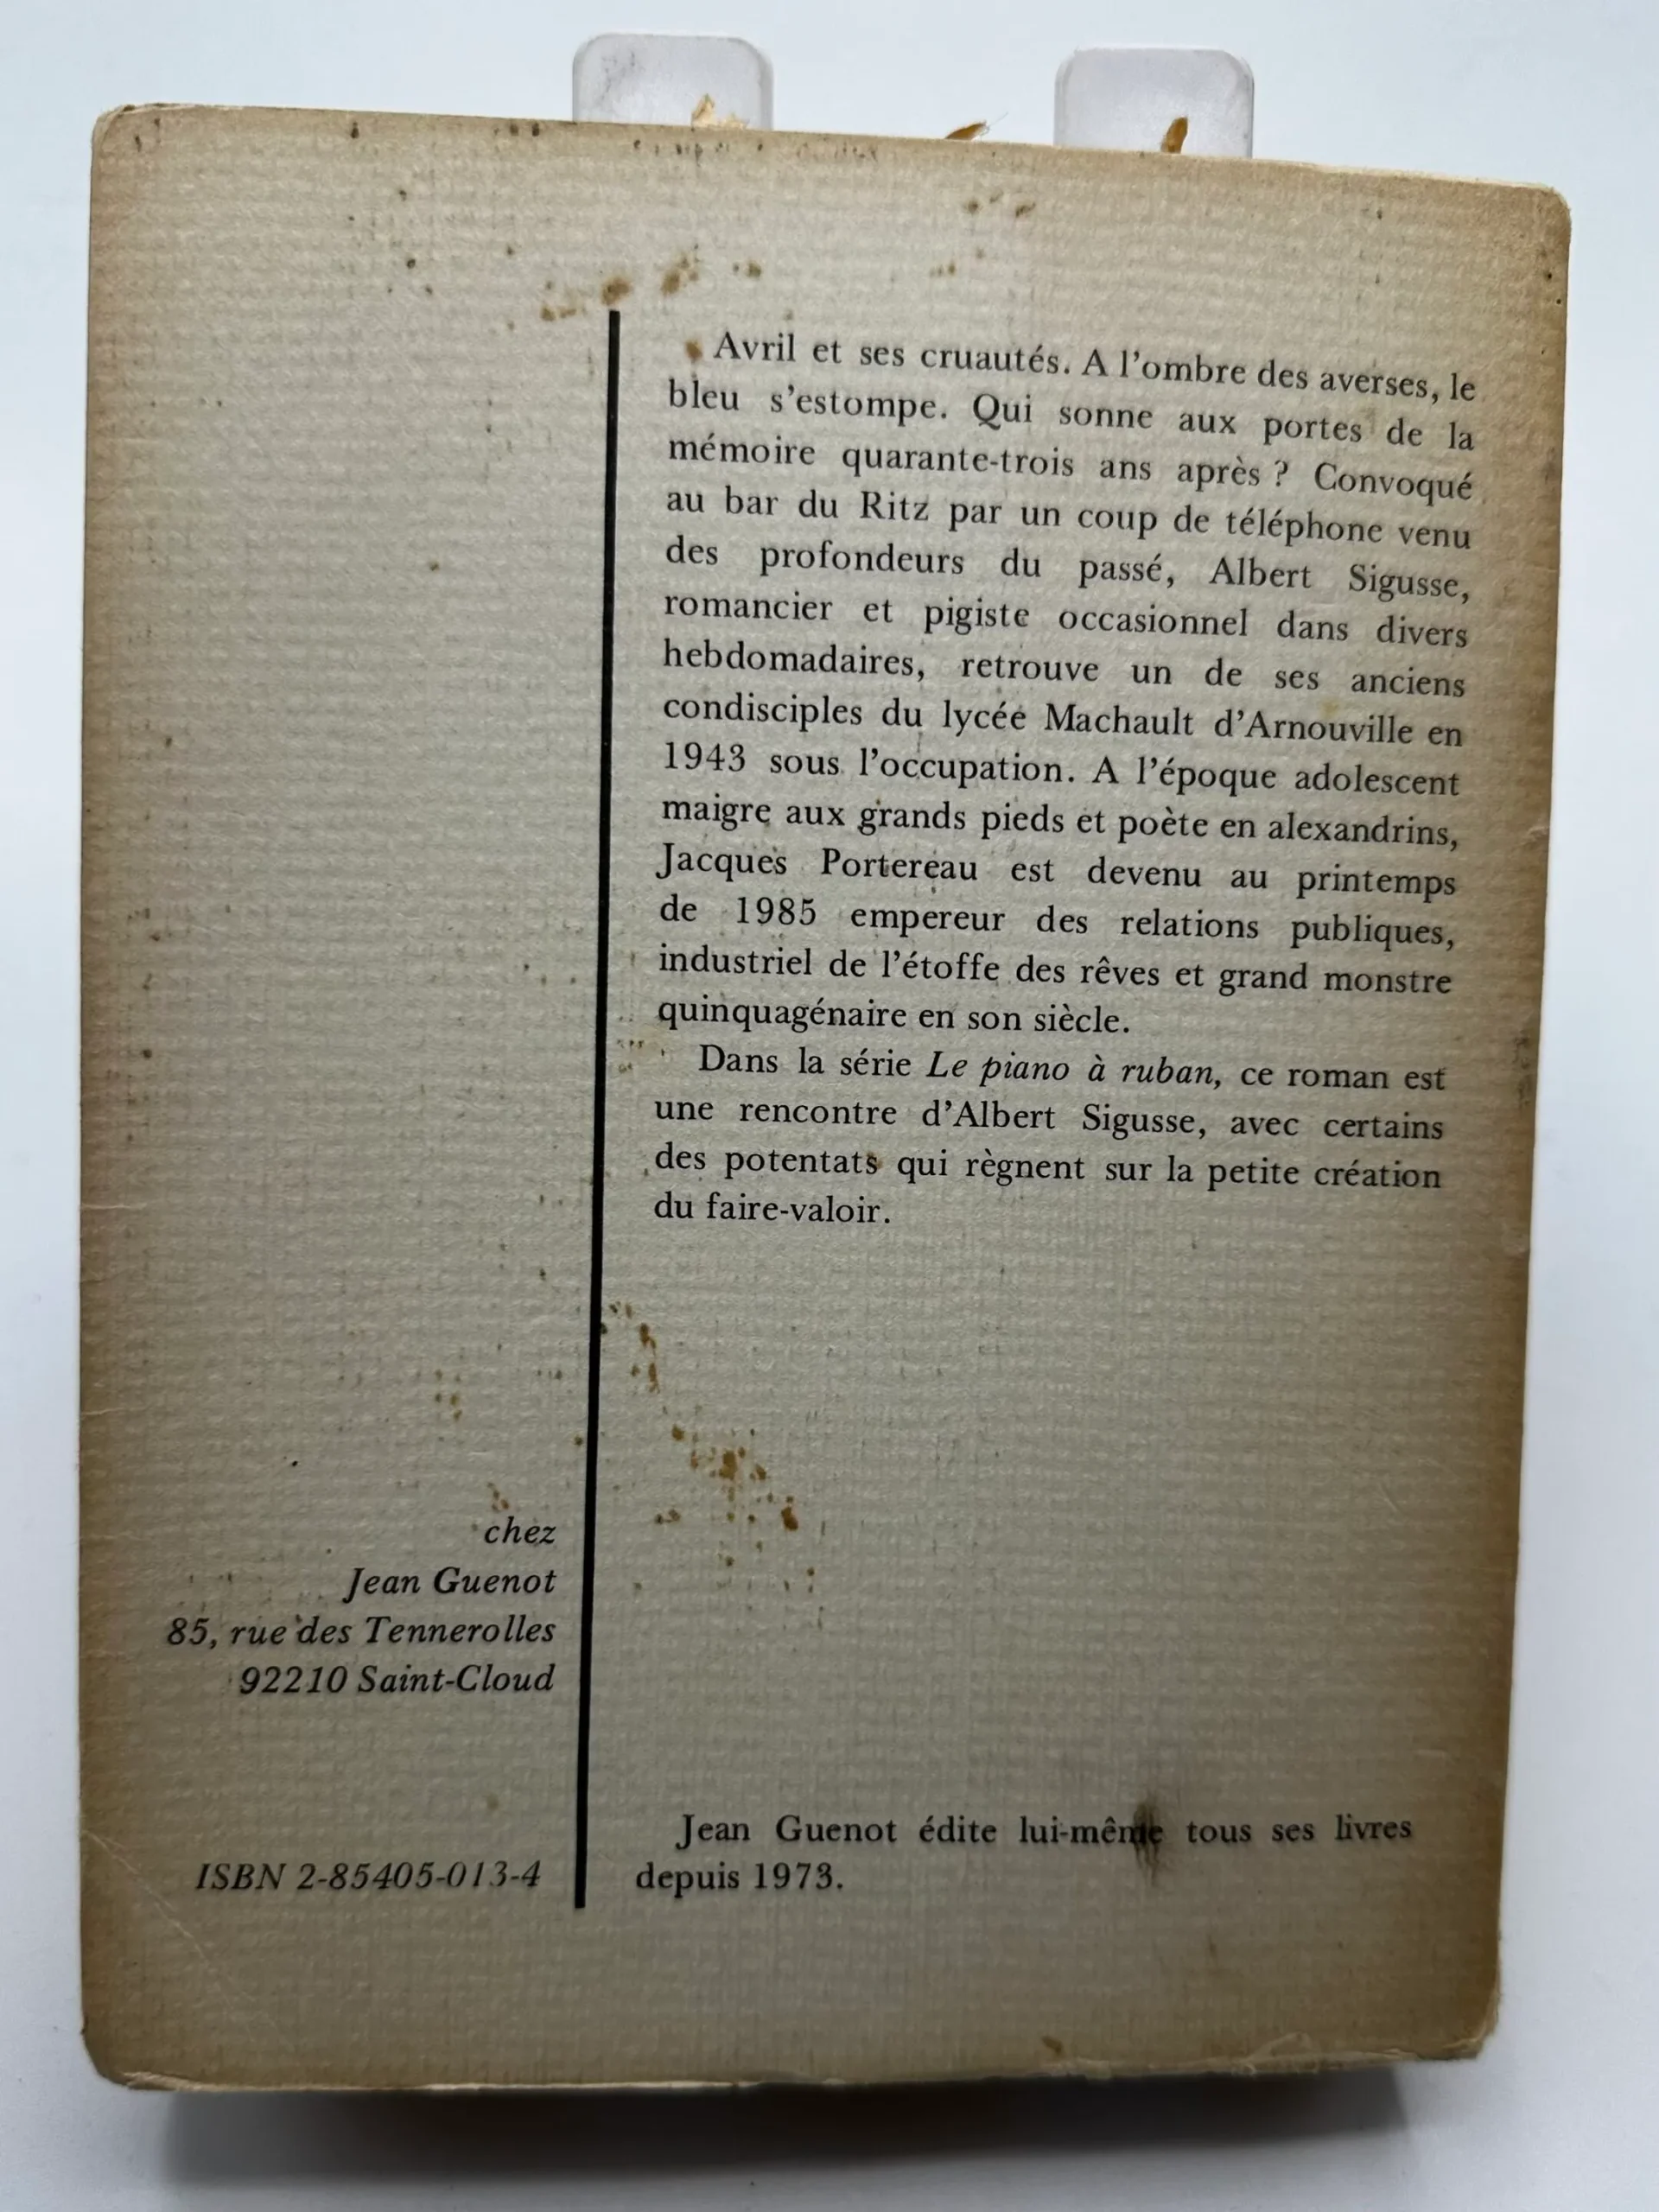 Avril et ses cruautés. A l'ombre des averses, le
bleu s'estompe. Qui sonne aux portes de la
mémoire quarante-trois ans après ? Convoqué
au bar du Ritz par un coup de téléphone venu
des profondeurs du passé, Albert Sigusse,
romancier et pigiste occasionnel dans divers
hebdomadaires, retrouve un de ses anciens
condisciples du lycée Machault d'Arnouville en
1943 sous l'occupation. A l'époque adolescent
maigre aux grands pieds et poète en alexandrins,
Jacques Portereau est devenu au printemps
de 1985 empereur des relations publiques,
industriel de l'étoffe des rêves et grand monstre
quinquagénaire en son siècle.
Dans la série Le piano à ruban, ce roman est
une rencontre d'Albert Sigusse, avec certains
des potentats qui règnent sur la petite création
du faire-valoir.
chez
Jean Guenot
85, rue des Tennerolles
92210 Saint-Cloud
ISBN 2-85405-013-4
Jean Guenot édite lui-même tous ses livres
depuis 1973.